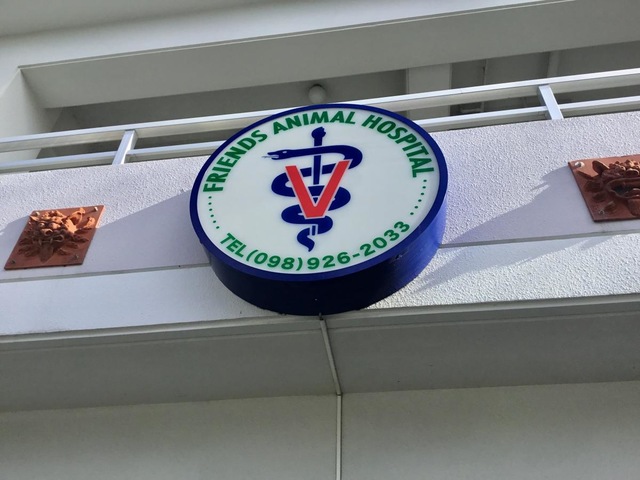 FRIENDS ANIMAL HOSPITAL
V
TEL(098)926-2033